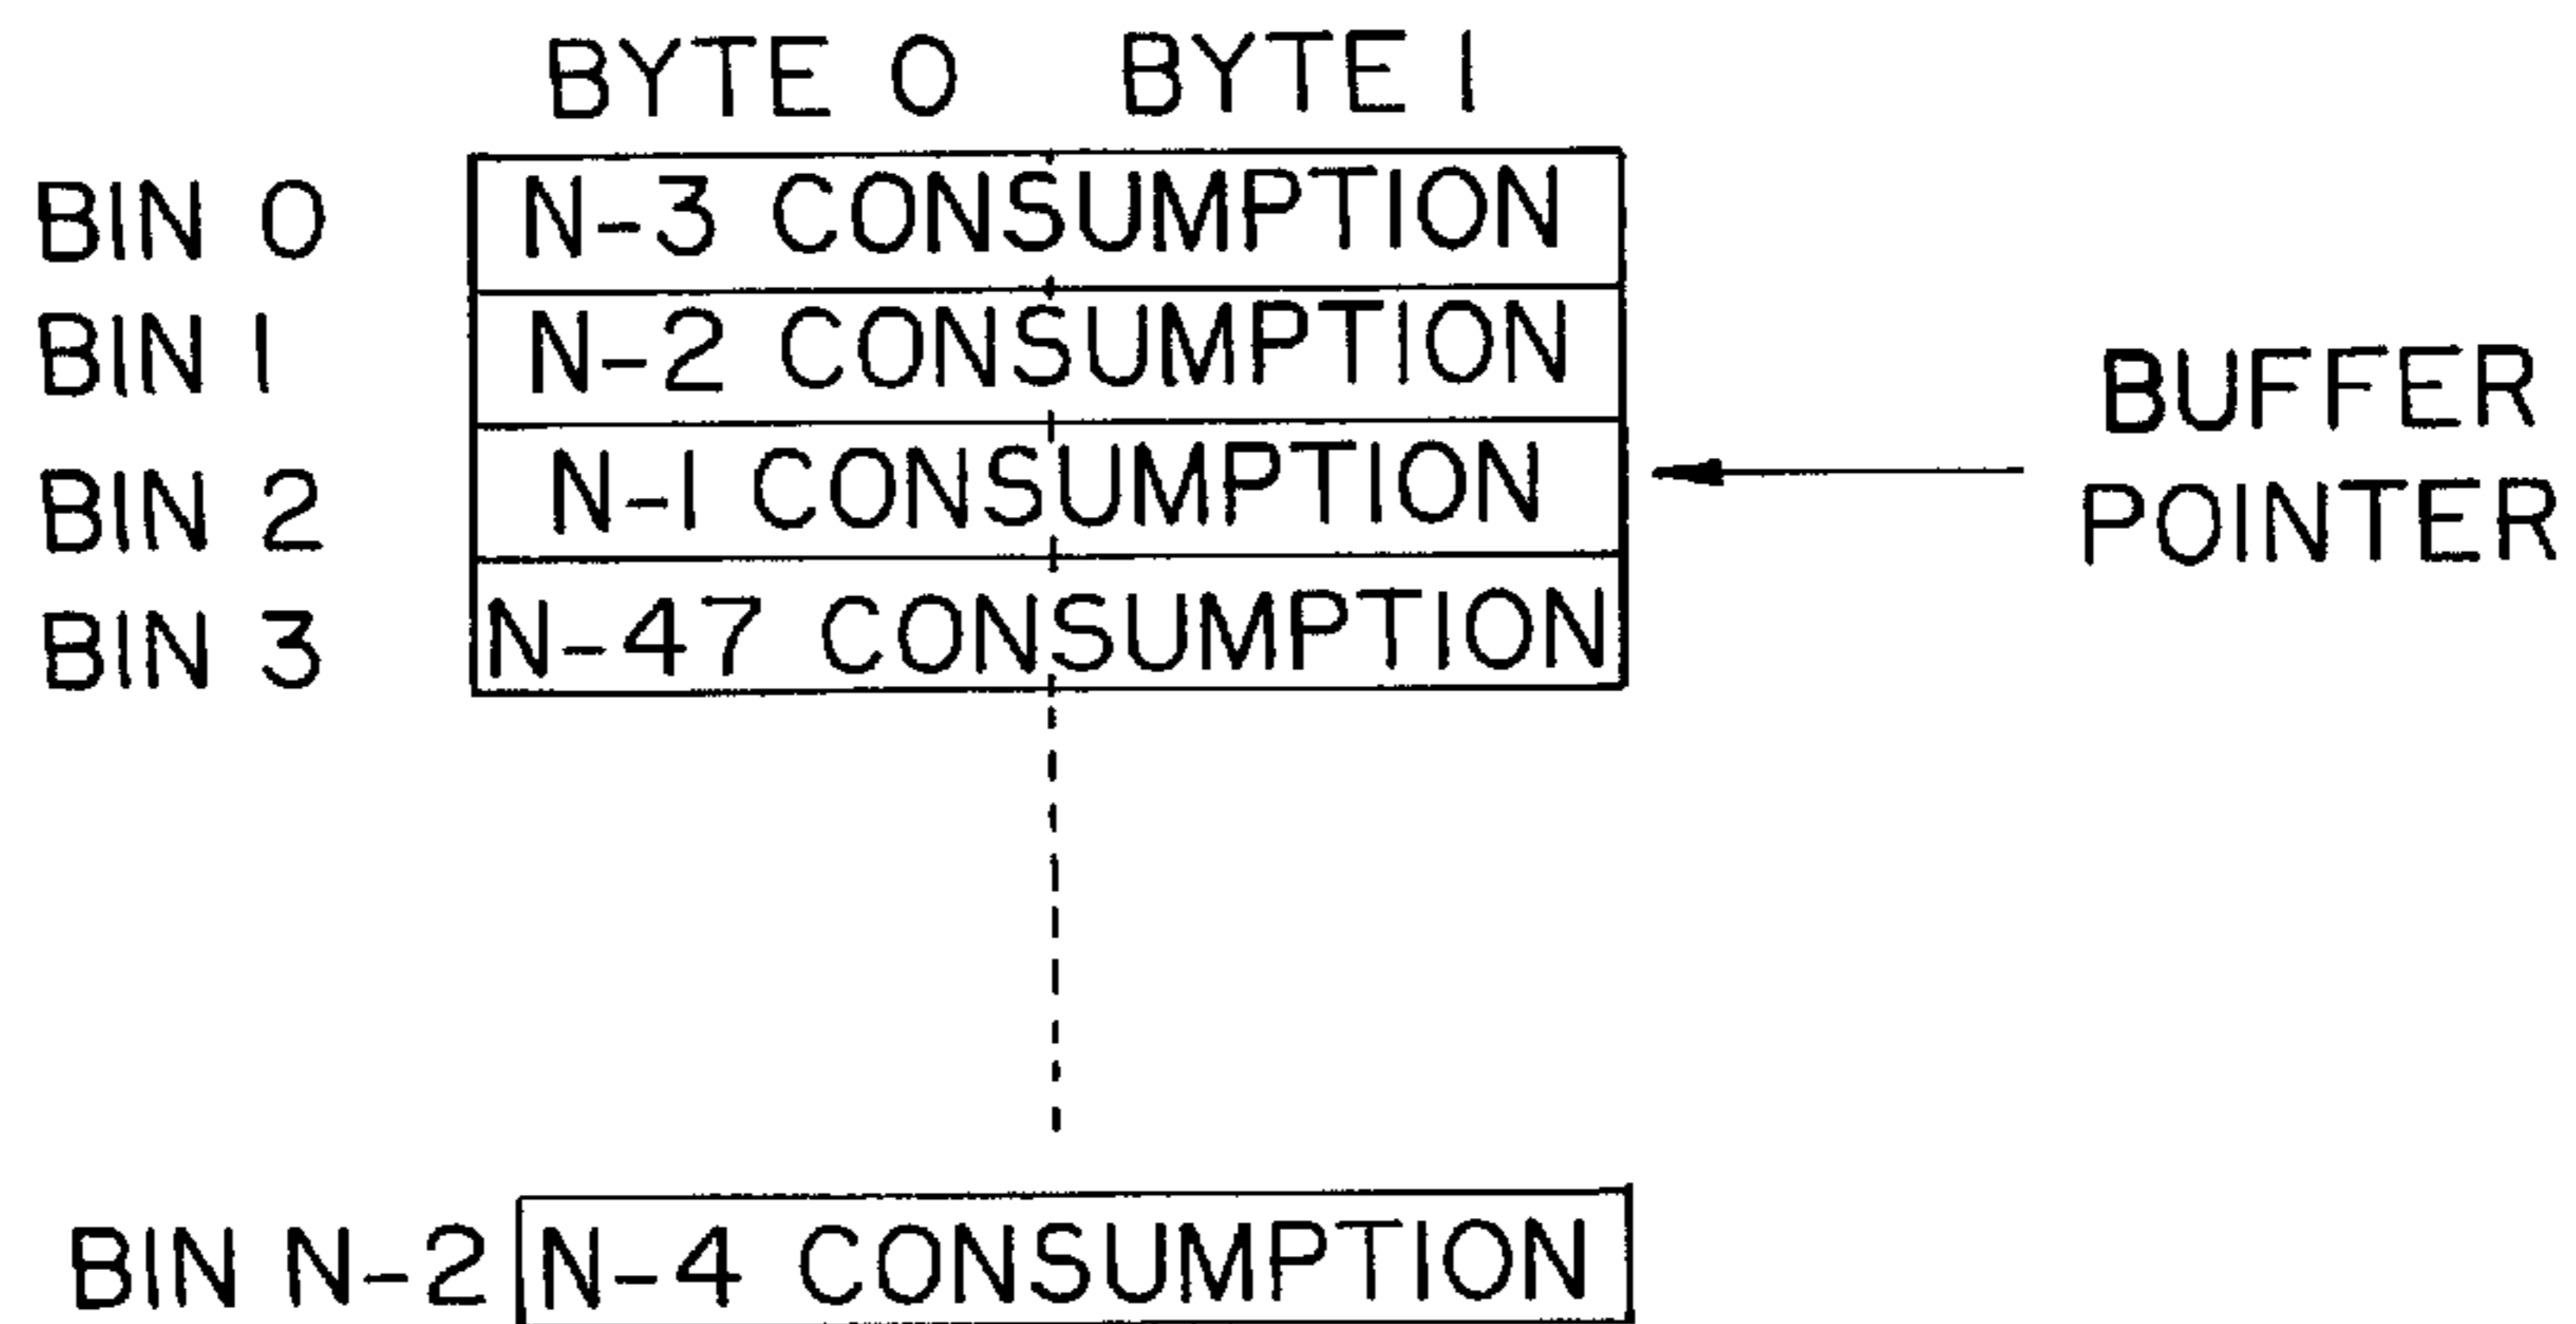 BYTE 0 BYTE 1
BIN 0 N-3 CONSUMPTION
BIN 1 N-2 CONSUMPTION
BIN 2 N-1 CONSUMPTION
BIN 3 N-47 CONSUMPTION
BUFFER
POINTER
BIN N-2 N-4 CONSUMPTION